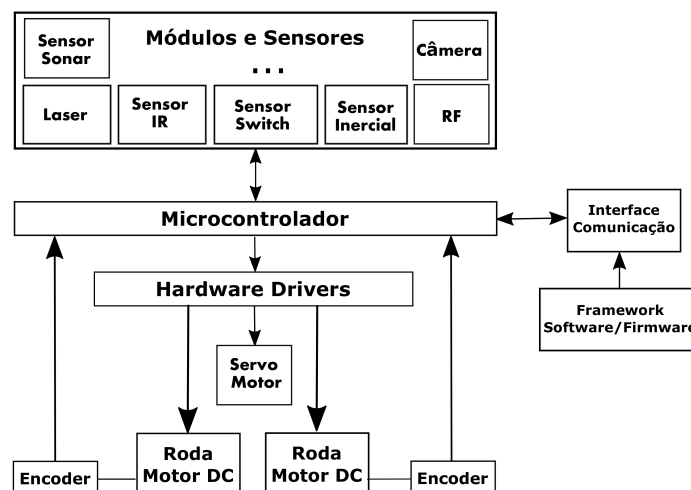 Módulos e Sensores
Sensor
Sonar
Câmera
...
Laser
Sensor
IR
Sensor
Switch
Sensor
Inercial
RF
Microcontrolador
Interface
Comunicação
Hardware Drivers
Framework
Software/Firmware
Servo
Motor
Roda
Motor DC
Roda
Motor DC
Encoder
Encoder